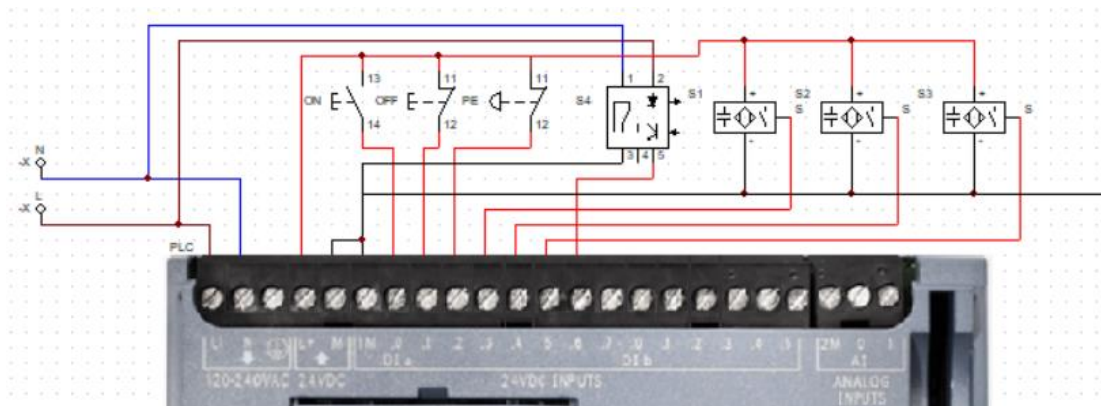 1 2
13 11 11 + + +
ON OFF PE S4 S1 S2 S3
S S S
14 12 12 - - -
3 4 5
N
-X
L
-X
PLC
L1 N L+ M 1M .0 .1 .2 .3 .4 .5 .6 .7 .0 .1 .2 .3 .4 .5 2M 0 1
DI a DI b AI
120-240VAC 24VDC 24VDC INPUTS ANALOG
INPUTS